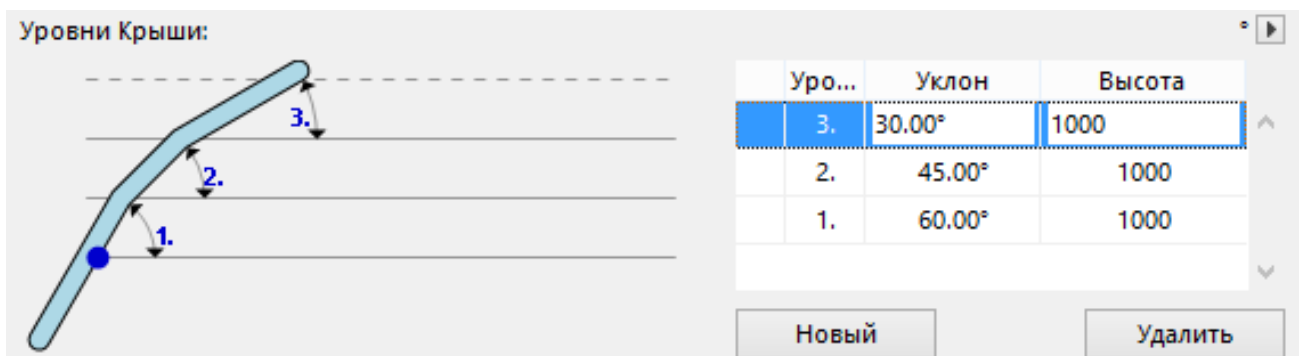 Уровни Крыши:
°
Уро... Уклон Высота
3. 30.00° 1000
2. 45.00° 1000
1. 60.00° 1000
3.
2.
1.
Новый Удалить